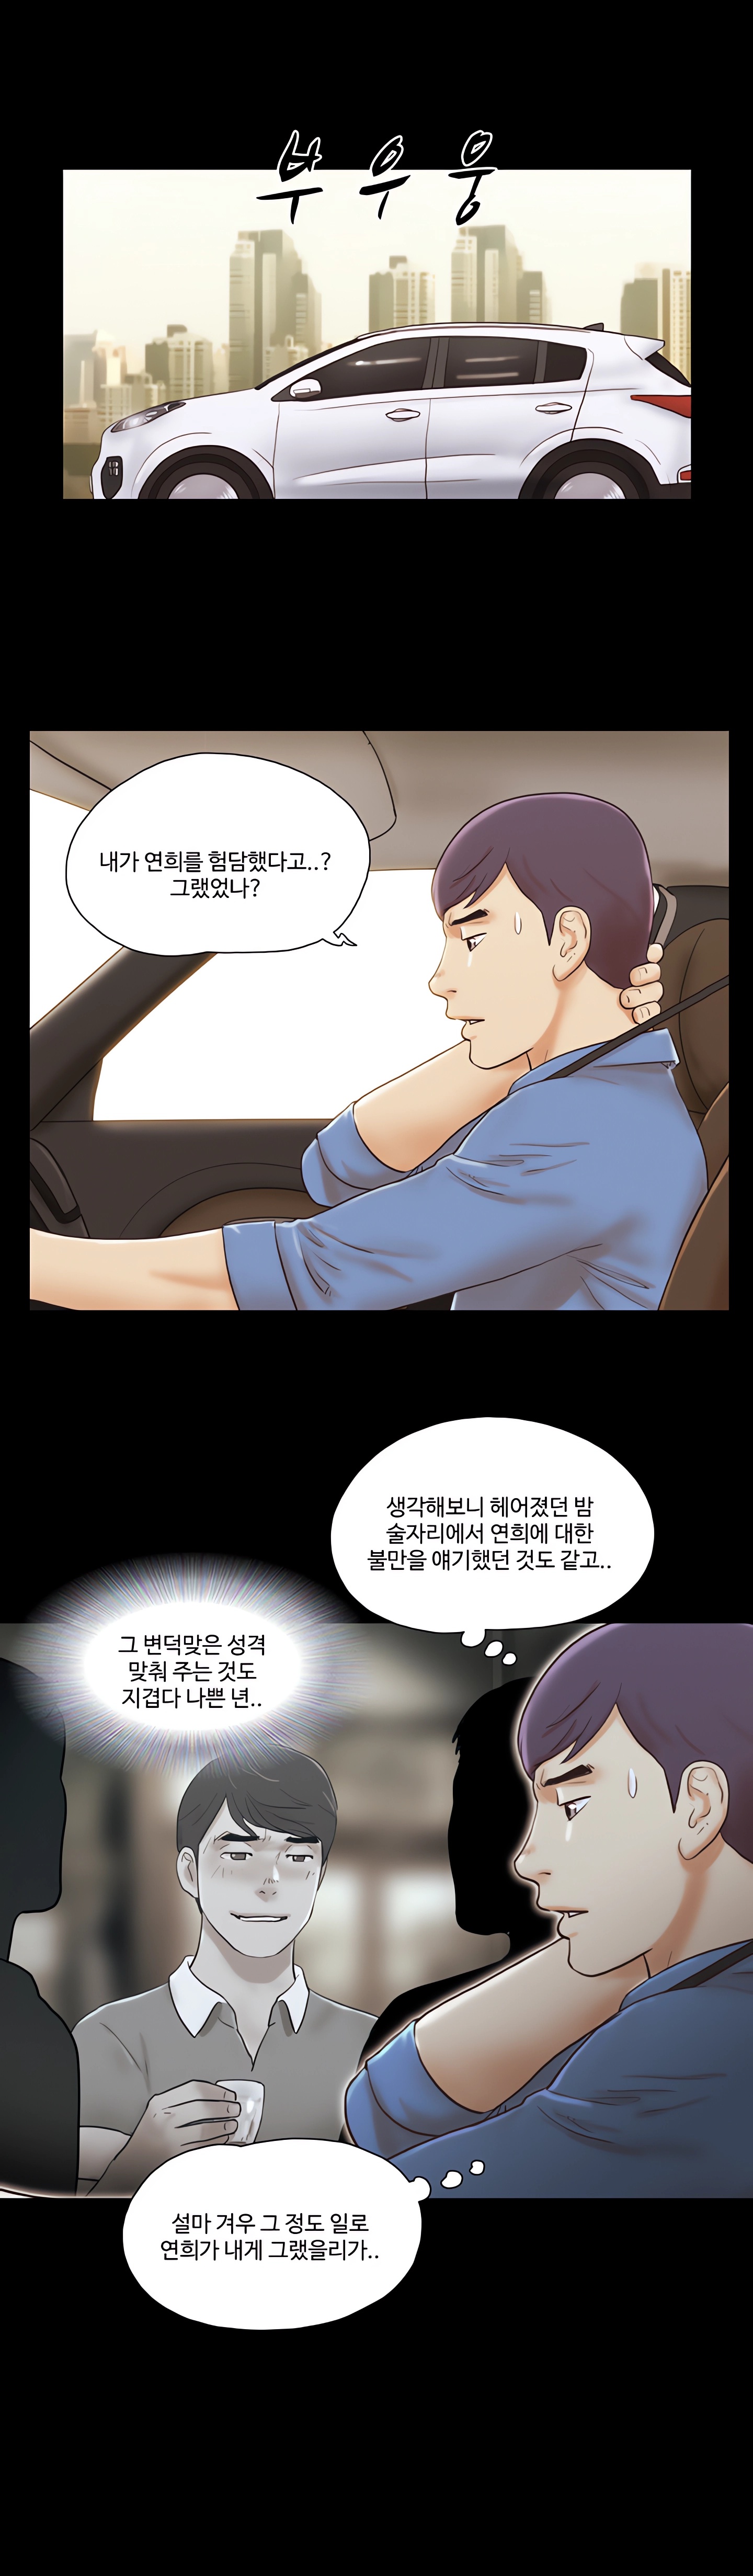 부우웅
내가 연희를 험담했다고..?
그랬었나?
생각해보니 헤어졌던 밤
술자리에서 연희에 대한
불만을 얘기했던 것도 같고..
그 변덕맞은 성격
맞춰 주는 것도
지겹다 나쁜 년..
설마 겨우 그 정도 일로
연희가 내게 그랬을리가..